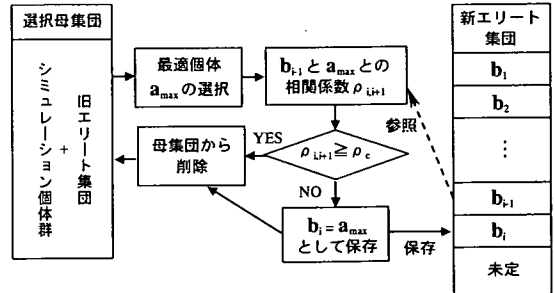 選択母集団
旧エリート集団
+
シミュレーション個体群
最適個体
a_max の選択
b_i-1 と a_max との
相関係数 ρ_i,i+1
参照
ρ_i,i+1 ≧ ρ_c
YES
母集団から
削除
NO
b_i = a_max
として保存
保存
新エリート
集団
b_1
b_2
⋮
b_i-1
b_i
未定